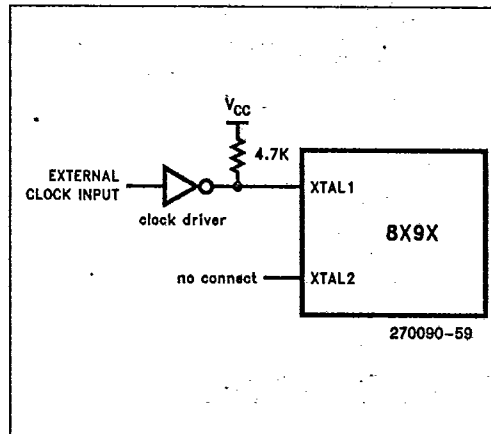 VCC
4.7K
EXTERNAL
CLOCK INPUT
clock driver
XTAL1
8X9X
no connect
XTAL2
270090-59